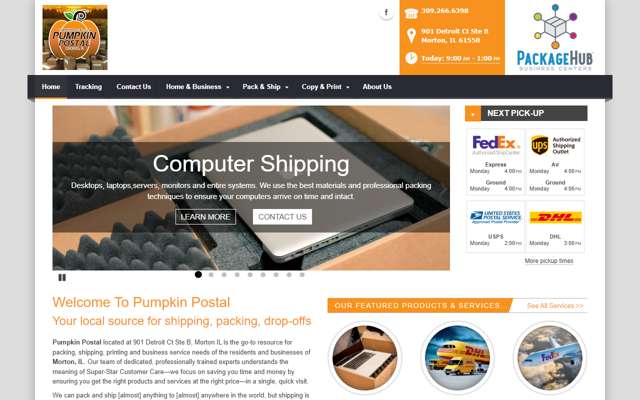 PUMPKIN
POSTAL
309.266.6398
901 Detroit Ct Ste B
Morton, IL 61550
Today: 9:00 AM - 1:00 PM
PACKAGEHUB
BUSINESS CENTERS
Home
Tracking
Contact Us
Home & Business
Pack & Ship
Copy & Print
About Us
Computer Shipping
Desktops, laptops,servers, monitors and entire systems. We use the best materials and professional packing
techniques to ensure your computers arrive on time and intact.
LEARN MORE
CONTACT US
NEXT PICK-UP
FedEx
Authorized ShipCenter
Express
Monday 4:00 PM
Ground
Monday 4:00 PM
ups
Authorized
Shipping
Outlet
Air
Monday 4:00 PM
Ground
Monday 4:00 PM
UNITED STATES
POSTAL SERVICE
Approved Postal Provider
USPS
Monday 2:00 PM
DHL
DHL
Monday 3:00 PM
More pickup times
Welcome To Pumpkin Postal
Your local source for shipping, packing, drop-offs
Pumpkin Postal located at 901 Detroit Ct Ste B, Morton IL is the go-to resource for
packing, shipping, printing and business service needs of the residents and businesses of
Morton, IL. Our team of dedicated, professionally trained experts understands the
meaning of Super-Star Customer Care—we focus on saving you time and money by
ensuring you get the right products and services at the right price—in a single, quick visit.
We can pack and ship [almost] anything to [almost] anywhere in the world, but shipping is
OUR FEATURED PRODUCTS & SERVICES...
See All Services >>
DHL
FedEx